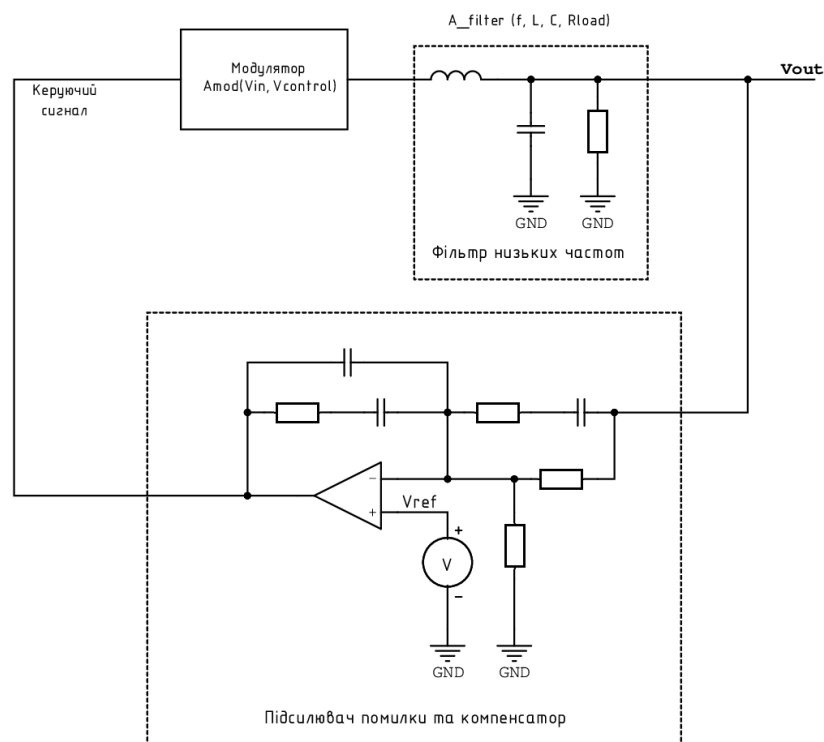 A_filter (f, L, C, Rload)
Модулятор
Amod(Vin, Vcontrol)
Vout
Керуючий
сигнал
GND
GND
Фільтр низьких частот
-
+
Vref
+
V
-
GND
GND
Підсилювач помилки та компенсатор